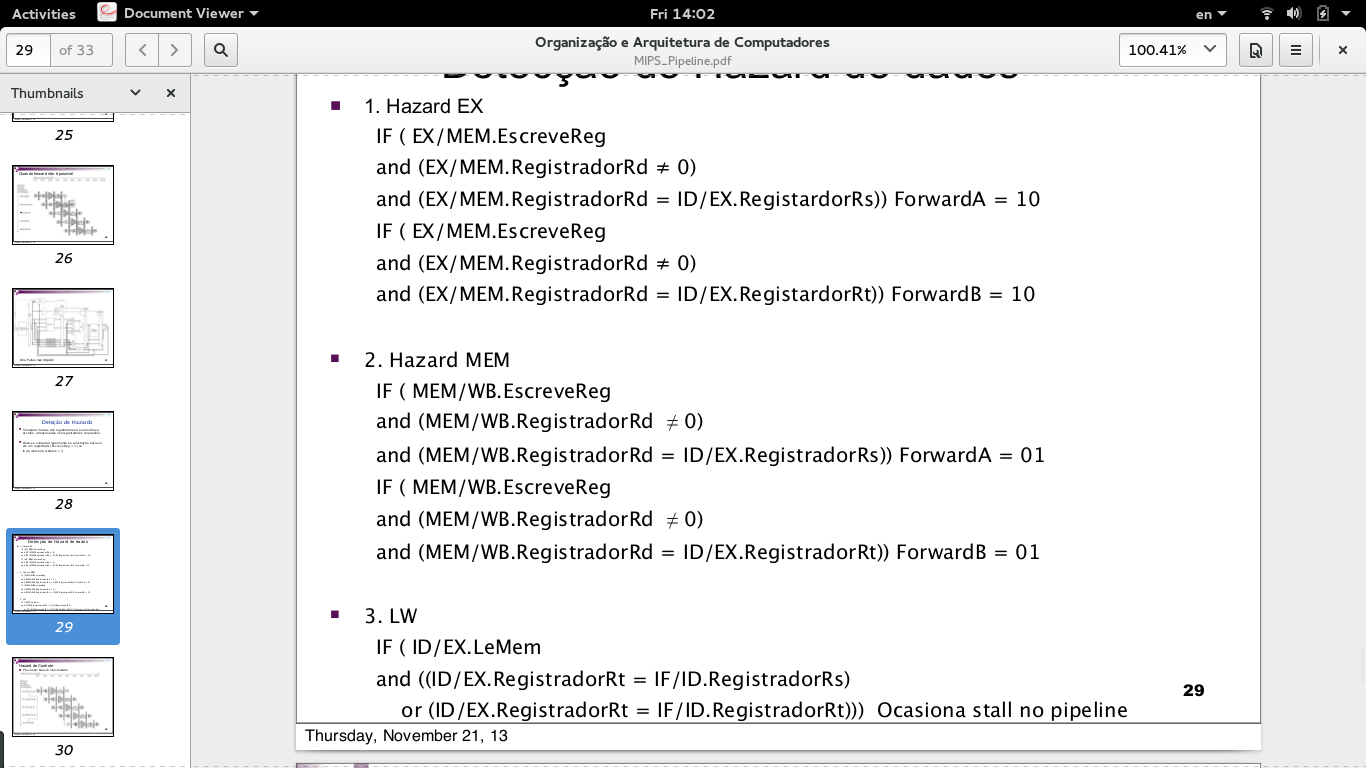 Activities Document Viewer Fri 14:02 en
29 of 33 Organização e Arquitetura de Computadores 100.41%
MIPS_Pipeline.pdf
Thumbnails
25
26
27
28
29
30
Detecção de Hazard de dados
1. Hazard EX
IF ( EX/MEM.EscreveReg
and (EX/MEM.RegistradorRd ≠ 0)
and (EX/MEM.RegistradorRd = ID/EX.RegistardorRs)) ForwardA = 10
IF ( EX/MEM.EscreveReg
and (EX/MEM.RegistradorRd ≠ 0)
and (EX/MEM.RegistradorRd = ID/EX.RegistardorRt)) ForwardB = 10
2. Hazard MEM
IF ( MEM/WB.EscreveReg
and (MEM/WB.RegistradorRd ≠ 0)
and (MEM/WB.RegistradorRd = ID/EX.RegistradorRs)) ForwardA = 01
IF ( MEM/WB.EscreveReg
and (MEM/WB.RegistradorRd ≠ 0)
and (MEM/WB.RegistradorRd = ID/EX.RegistradorRt)) ForwardB = 01
3. LW
IF ( ID/EX.LeMem
and ((ID/EX.RegistradorRt = IF/ID.RegistradorRs)
or (ID/EX.RegistradorRt = IF/ID.RegistradorRt))) Ocasiona stall no pipeline
29
Thursday, November 21, 13